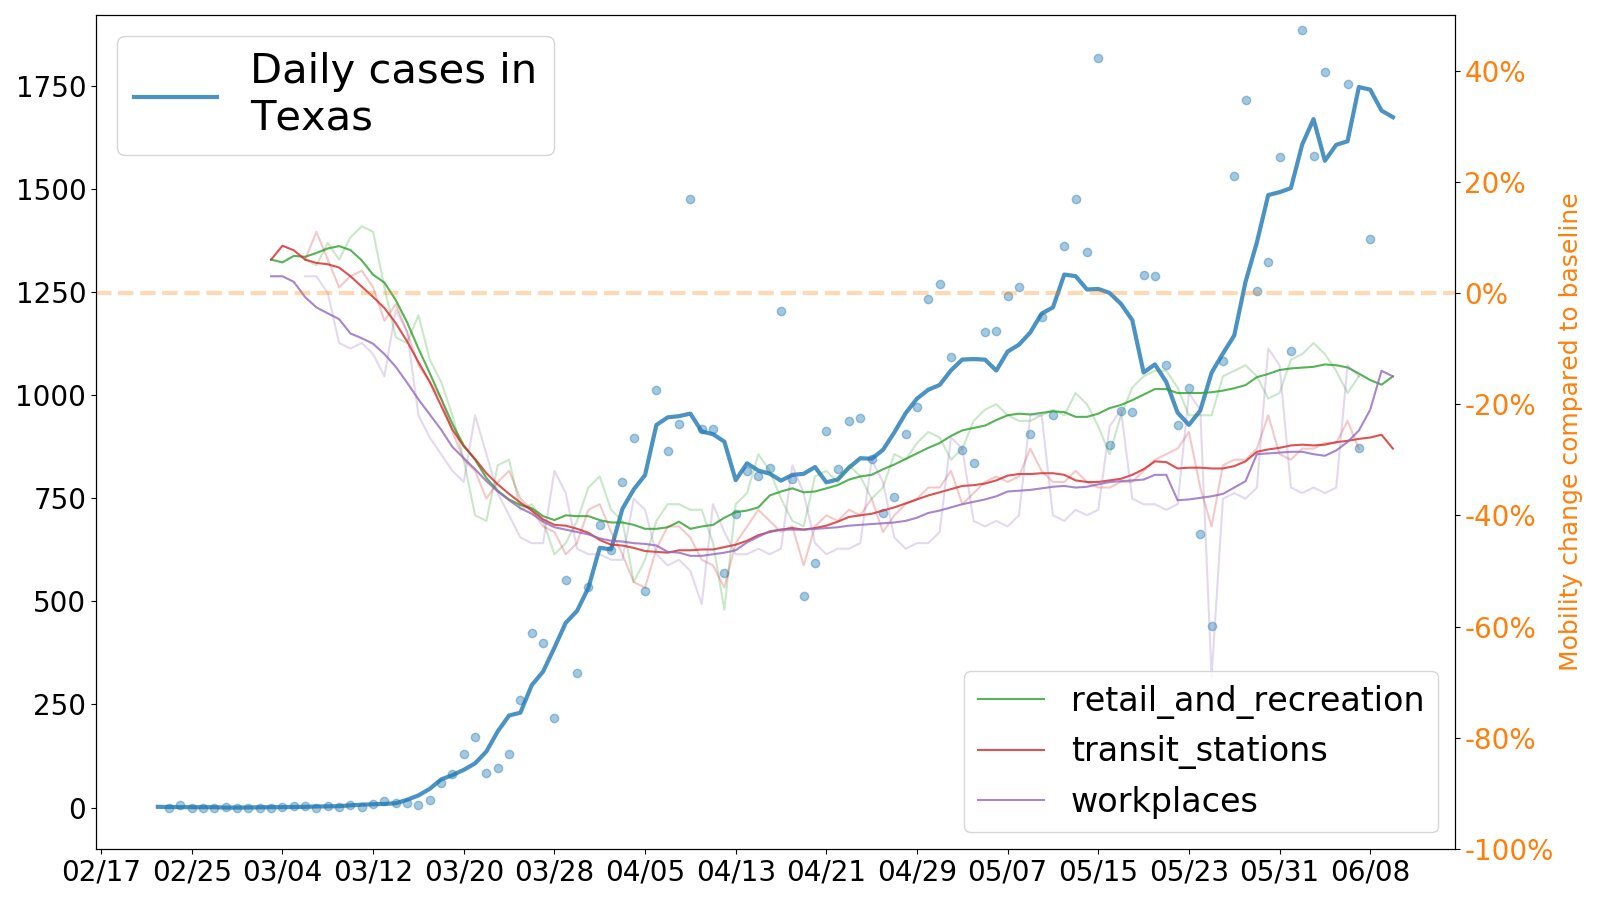 Daily cases in
Texas
1750
1500
1250
1000
750
500
250
0
40%
20%
0%
-20%
-40%
-60%
-80%
-100%
Mobility change compared to baseline
retail_and_recreation
transit_stations
workplaces
02/17 02/25 03/04 03/12 03/20 03/28 04/05 04/13 04/21 04/29 05/07 05/15 05/23 05/31 06/08